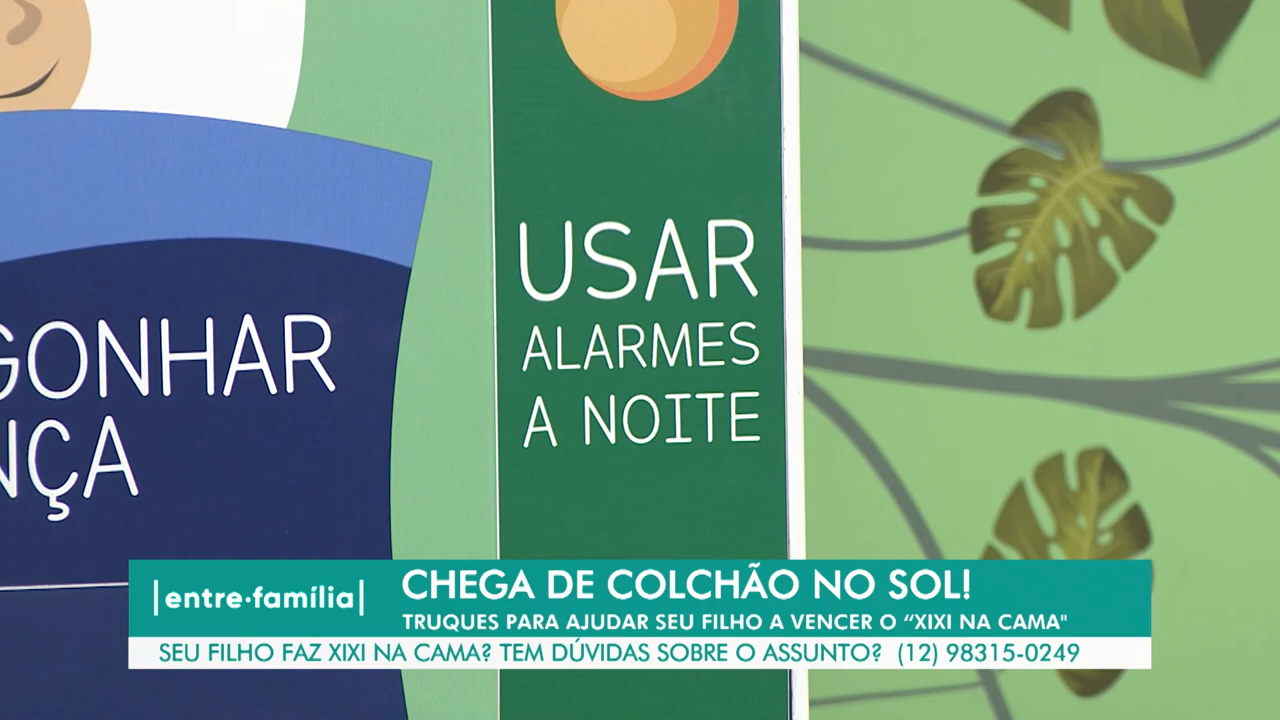 GONHAR
NÇA
USAR
ALARMES
A NOITE
|entre·família|
CHEGA DE COLCHÃO NO SOL!
TRUQUES PARA AJUDAR SEU FILHO A VENCER O “XIXI NA CAMA"
SEU FILHO FAZ XIXI NA CAMA? TEM DÚVIDAS SOBRE O ASSUNTO? (12) 98315-0249